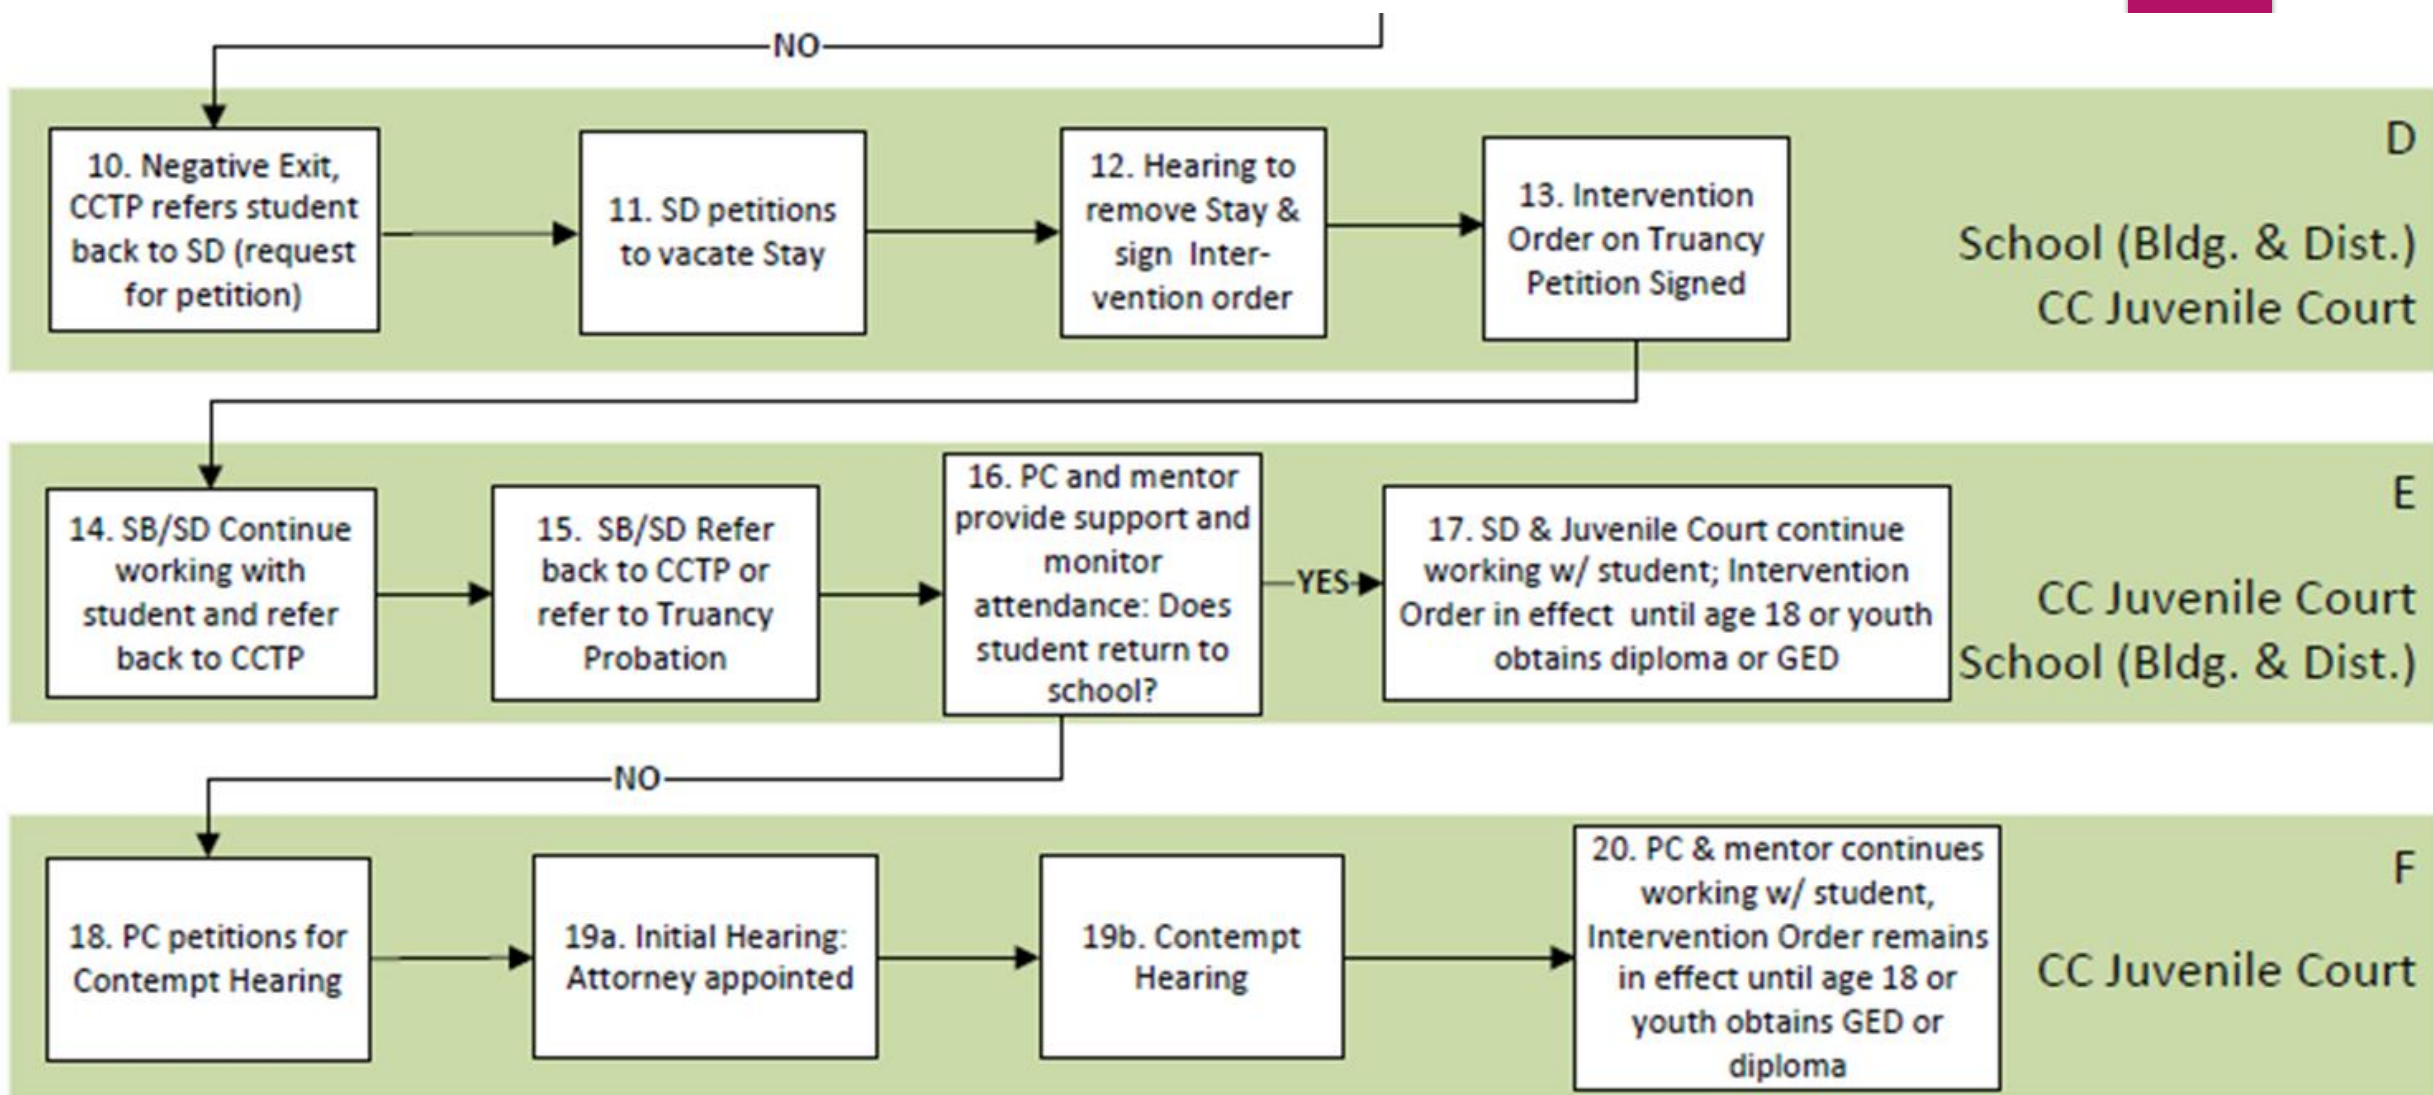 NO
10. Negative Exit,
CCTP refers student
back to SD (request
for petition)
11. SD petitions
to vacate Stay
12. Hearing to
remove Stay &
sign Inter-
vention order
13. Intervention
Order on Truancy
Petition Signed
D
School (Bldg. & Dist.)
CC Juvenile Court
14. SB/SD Continue
working with
student and refer
back to CCTP
15. SB/SD Refer
back to CCTP or
refer to Truancy
Probation
16. PC and mentor
provide support and
monitor
attendance: Does
student return to
school?
YES
17. SD & Juvenile Court continue
working w/ student; Intervention
Order in effect until age 18 or youth
obtains diploma or GED
E
CC Juvenile Court
School (Bldg. & Dist.)
NO
18. PC petitions for
Contempt Hearing
19a. Initial Hearing:
Attorney appointed
19b. Contempt
Hearing
20. PC & mentor continues
working w/ student,
Intervention Order remains
in effect until age 18 or
youth obtains GED or
diploma
F
CC Juvenile Court